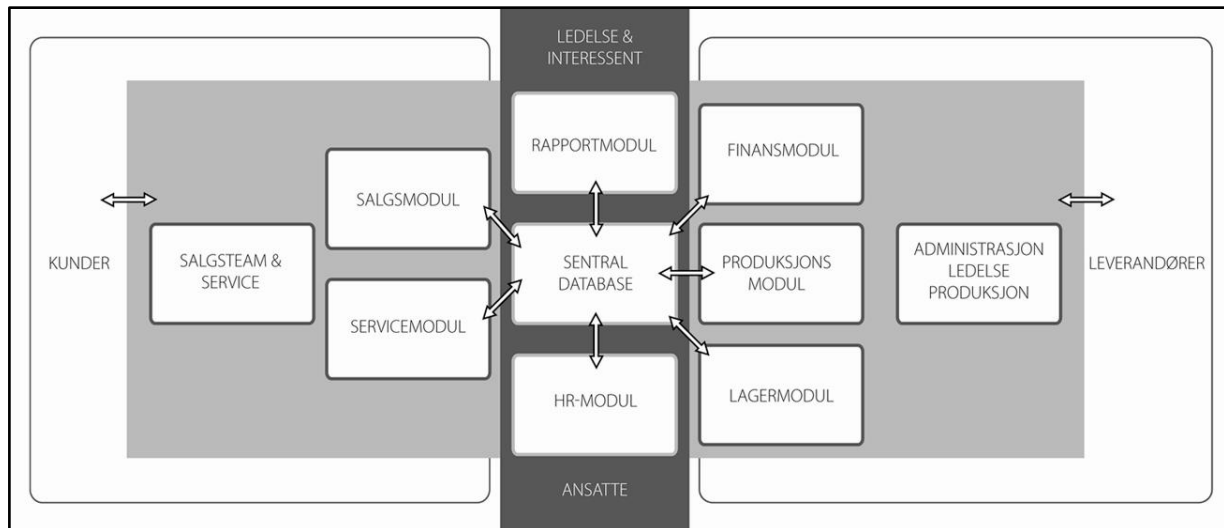 LEDELSE &
INTERESSENT
RAPPORTMODUL
FINANSMODUL
SALGSMODUL
KUNDER
SALGSTEAM &
SERVICE
SENTRAL
DATABASE
PRODUKSJONS
MODUL
ADMINISTRASJON
LEDELSE
PRODUKSJON
LEVERANDØRER
SERVICEMODUL
HR-MODUL
LAGERMODUL
ANSATTE